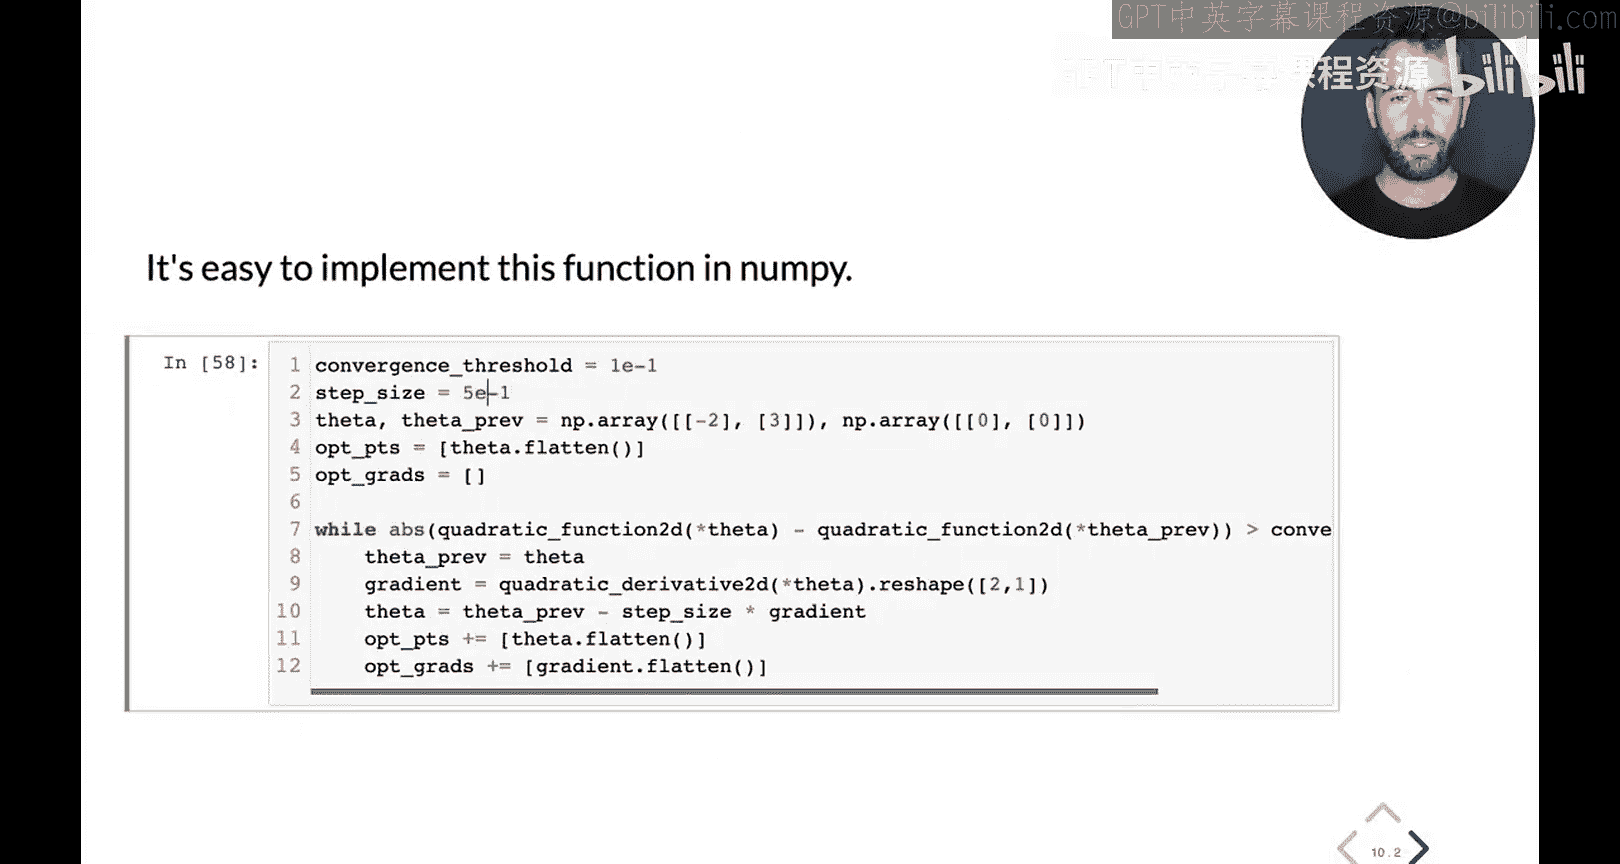 GPT中英字幕课程资源@bilibili.com
课程资源 bilibili
It's easy to implement this function in numpy.
In [58]:
1 convergence_threshold = 1e-1
2 step_size = 5e-1
3 theta, theta_prev = np.array([[-2], [3]]), np.array([[0], [0]])
4 opt_pts = [theta.flatten()]
5 opt_grads = []
6
7 while abs(quadratic_function2d(*theta) - quadratic_function2d(*theta_prev)) > conve
8 theta_prev = theta
9 gradient = quadratic_derivative2d(*theta).reshape([2,1])
10 theta = theta_prev - step_size * gradient
11 opt_pts += [theta.flatten()]
12 opt_grads += [gradient.flatten()]
10.2